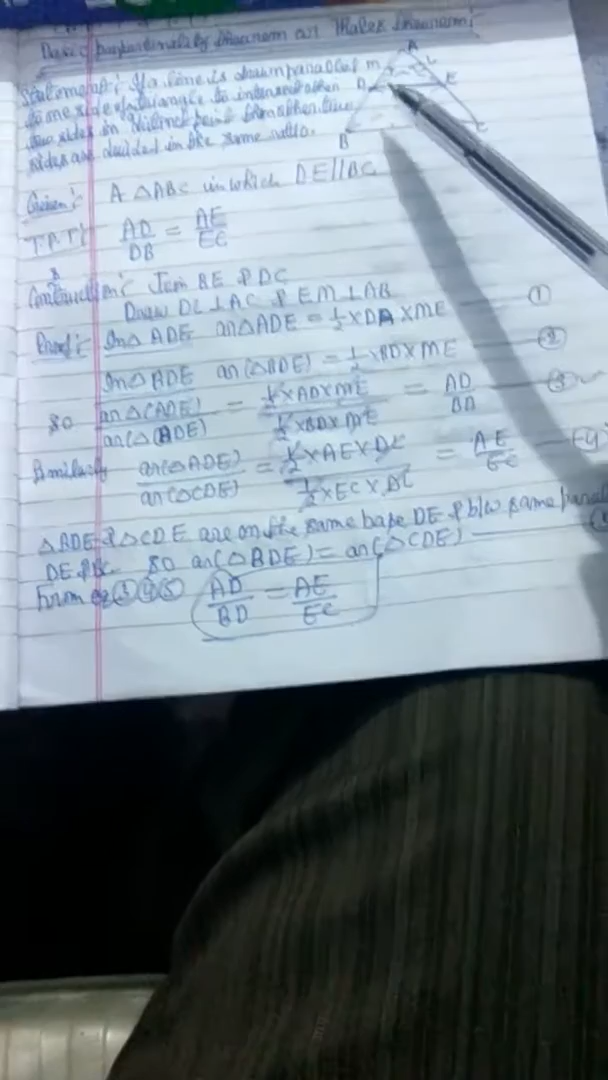 Basic proportionality theorem or Thales theorem:
Statement: If a line is drawn parallel
to one side of a triangle to intersect other
two sides in distinct point then other two
sides are divided in the same ratio.
A
M L
D E
B C
Given: A △ABC in which DE||BC
T.P.T: AD/DB = AE/EC
Construction: Join BE & DC
Draw DL⊥AC & EM⊥AB
Proof: In△ADE ar△ADE = 1/2×DA×ME — ①
In△BDE ar(△BDE) = 1/2×BD×ME — ②
so ar△(ADE)/ar(△BDE) = 1/2×AD×ME / 1/2×BD×ME = AD/BD — ③
Similarly ar(△ADE)/ar(△CDE) = 1/2×AE×DL / 1/2×EC×DL = AE/EC — (4)
△BDE & △CDE are on the same base DE & b/w same
DE & BC so ar(△BDE) = ar(△CDE) —
From eq ③④⑤ AD/BD = AE/EC